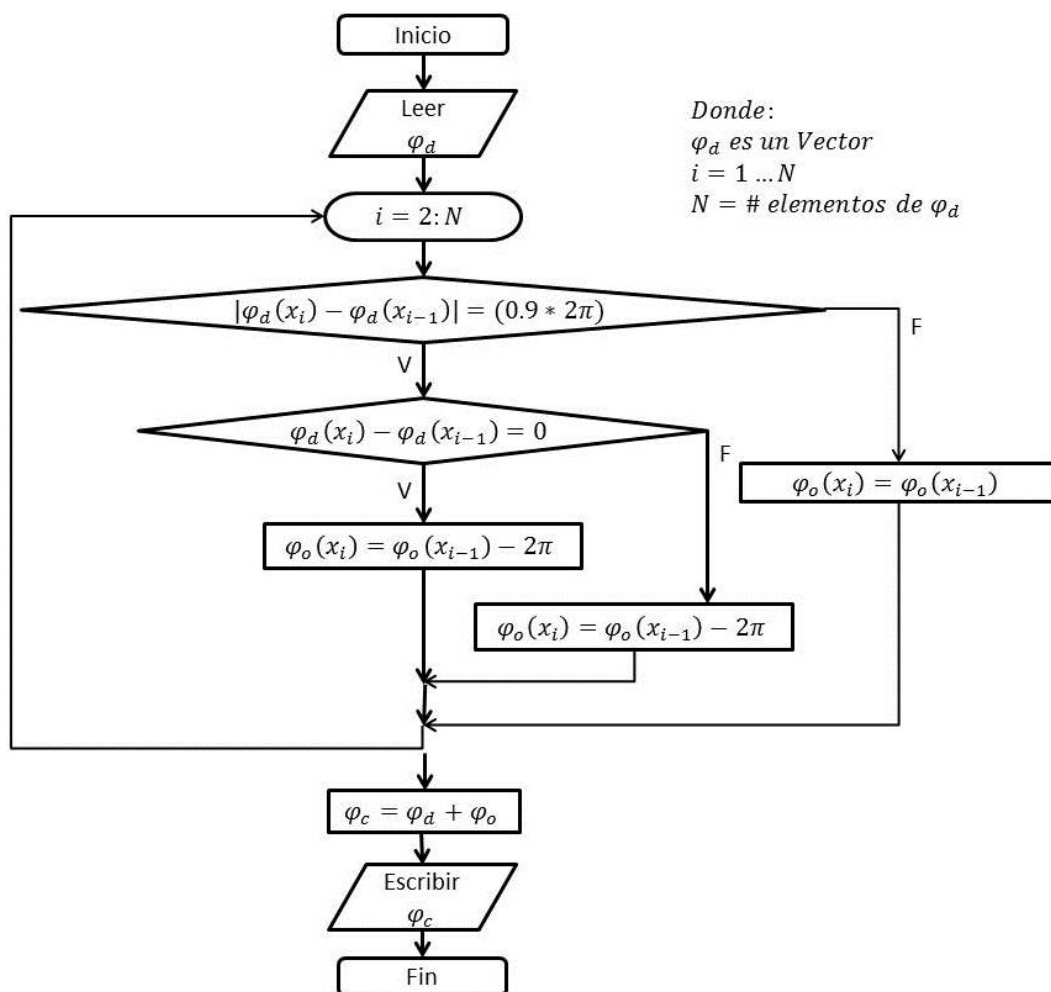 Inicio
Leer
φ_d
Donde:
φ_d es un Vector
i = 1 … N
N = # elementos de φ_d
i = 2: N
|φ_d(x_i) − φ_d(x_{i−1})| = (0.9 * 2π)
F
V
φ_d(x_i) − φ_d(x_{i−1}) = 0
F
V
φ_o(x_i) = φ_o(x_{i−1})
φ_o(x_i) = φ_o(x_{i−1}) − 2π
φ_o(x_i) = φ_o(x_{i−1}) − 2π
φ_c = φ_d + φ_o
Escribir
φ_c
Fin